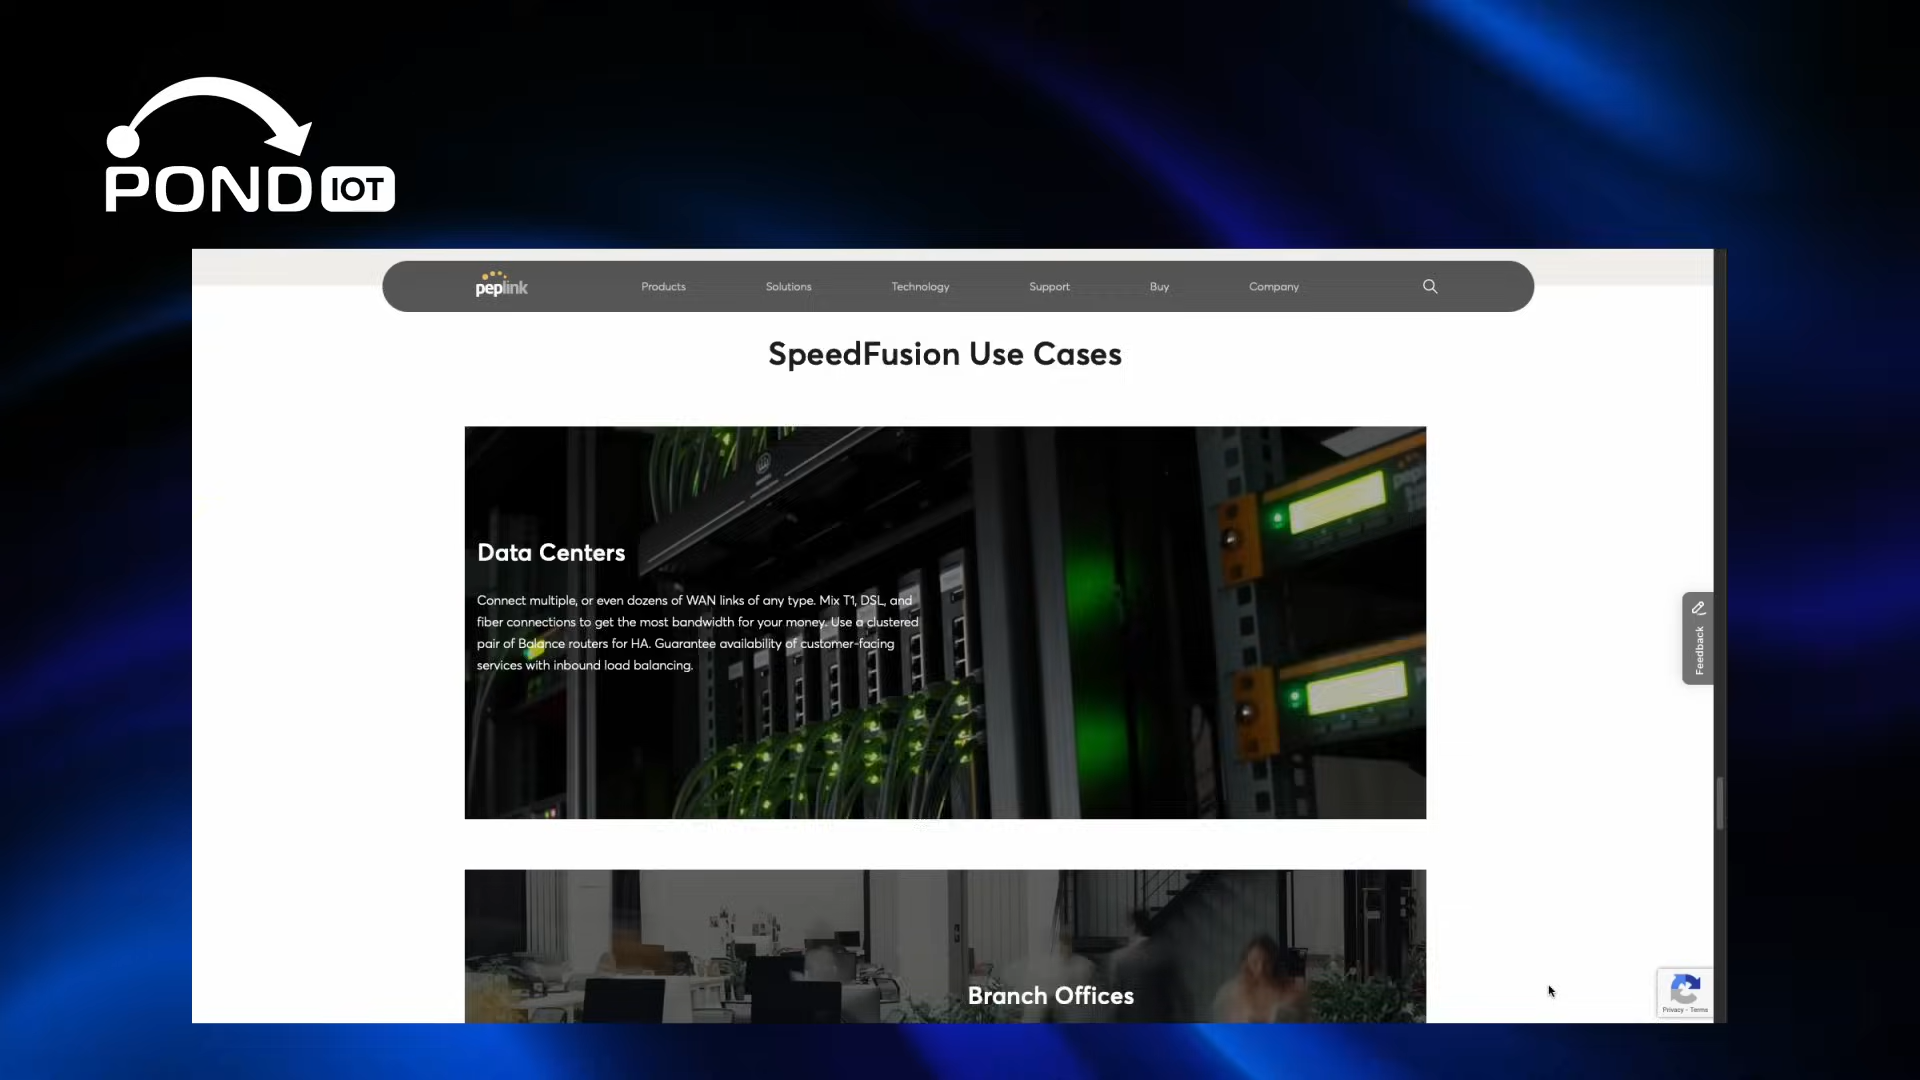 POND IOT
peplink
Products
Solutions
Technology
Support
Buy
Company
SpeedFusion Use Cases
Data Centers
Connect multiple, or even dozens of WAN links of any type. Mix T1, DSL, and
fiber connections to get the most bandwidth for your money. Use a clustered
pair of Balance routers for HA. Guarantee availability of customer-facing
services with inbound load balancing.
Feedback
Branch Offices
Privacy - Terms